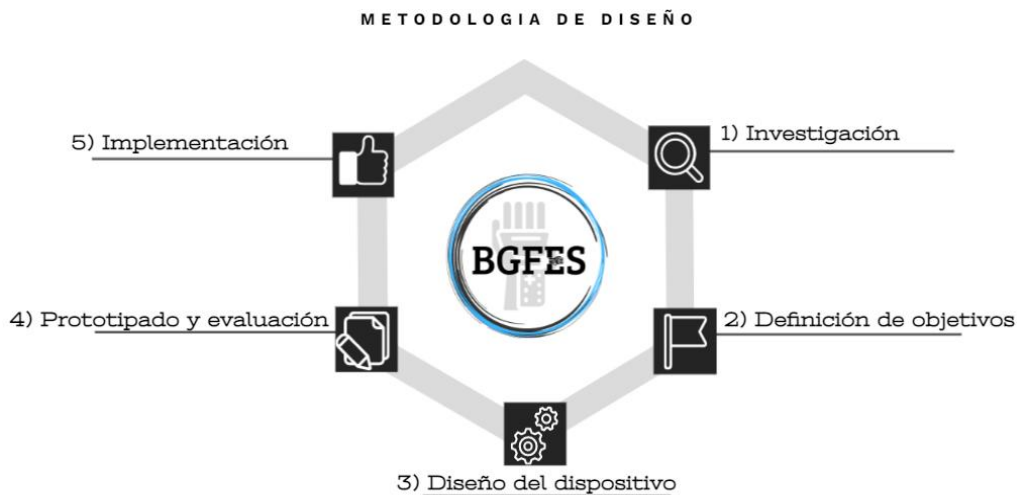 METODOLOGIA DE DISEÑO
1) Investigación
2) Definición de objetivos
3) Diseño del dispositivo
4) Prototipado y evaluación
5) Implementación
BGFES